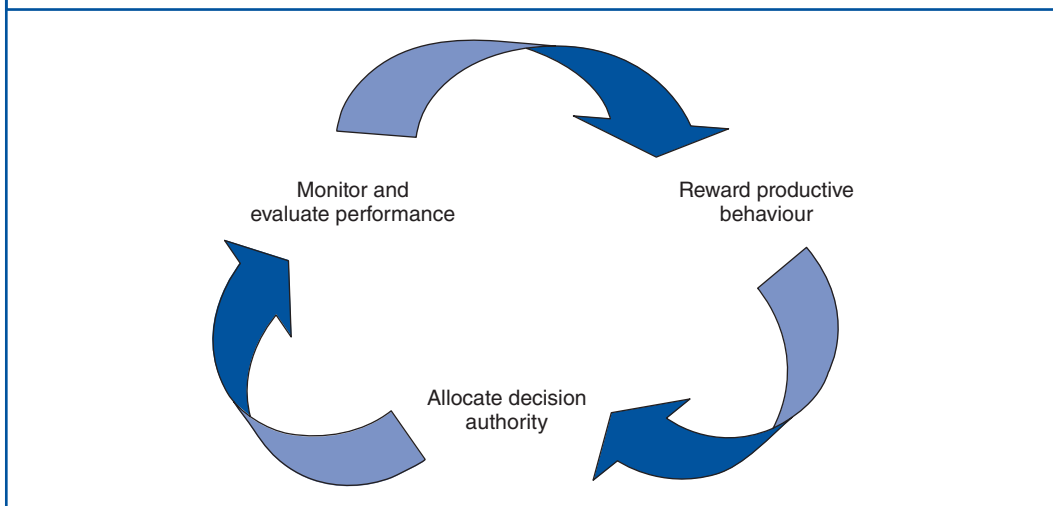 Monitor and
evaluate performance
Reward productive
behaviour
Allocate decision
authority